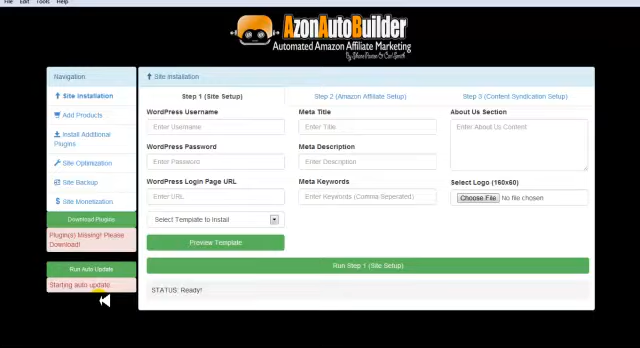 File Edit Tools Help
AzonAutoBuilder
Automated Amazon Affiliate Marketing
Navigation
Site Installation
Add Products
Install Additional
Plugins
Site Optimization
Site Backup
Site Monetization
Download Plugins
Plugin(s) Missing! Please
Download!
Run Auto Update
Starting auto update
Site Installation
Step 1 (Site Setup)
Step 2 (Amazon Affiliate Setup)
Step 3 (Content Syndication Setup)
WordPress Username
Enter Username
WordPress Password
Enter Password
WordPress Login Page URL
Enter URL
Select Template to Install
Preview Template
Meta Title
Enter Title
Meta Description
Enter Description
Meta Keywords
Enter Keywords (Comma Seperated)
About Us Section
Enter About Us Content
Select Logo (160x60)
Choose File No file chosen
Run Step 1 (Site Setup)
STATUS: Ready!